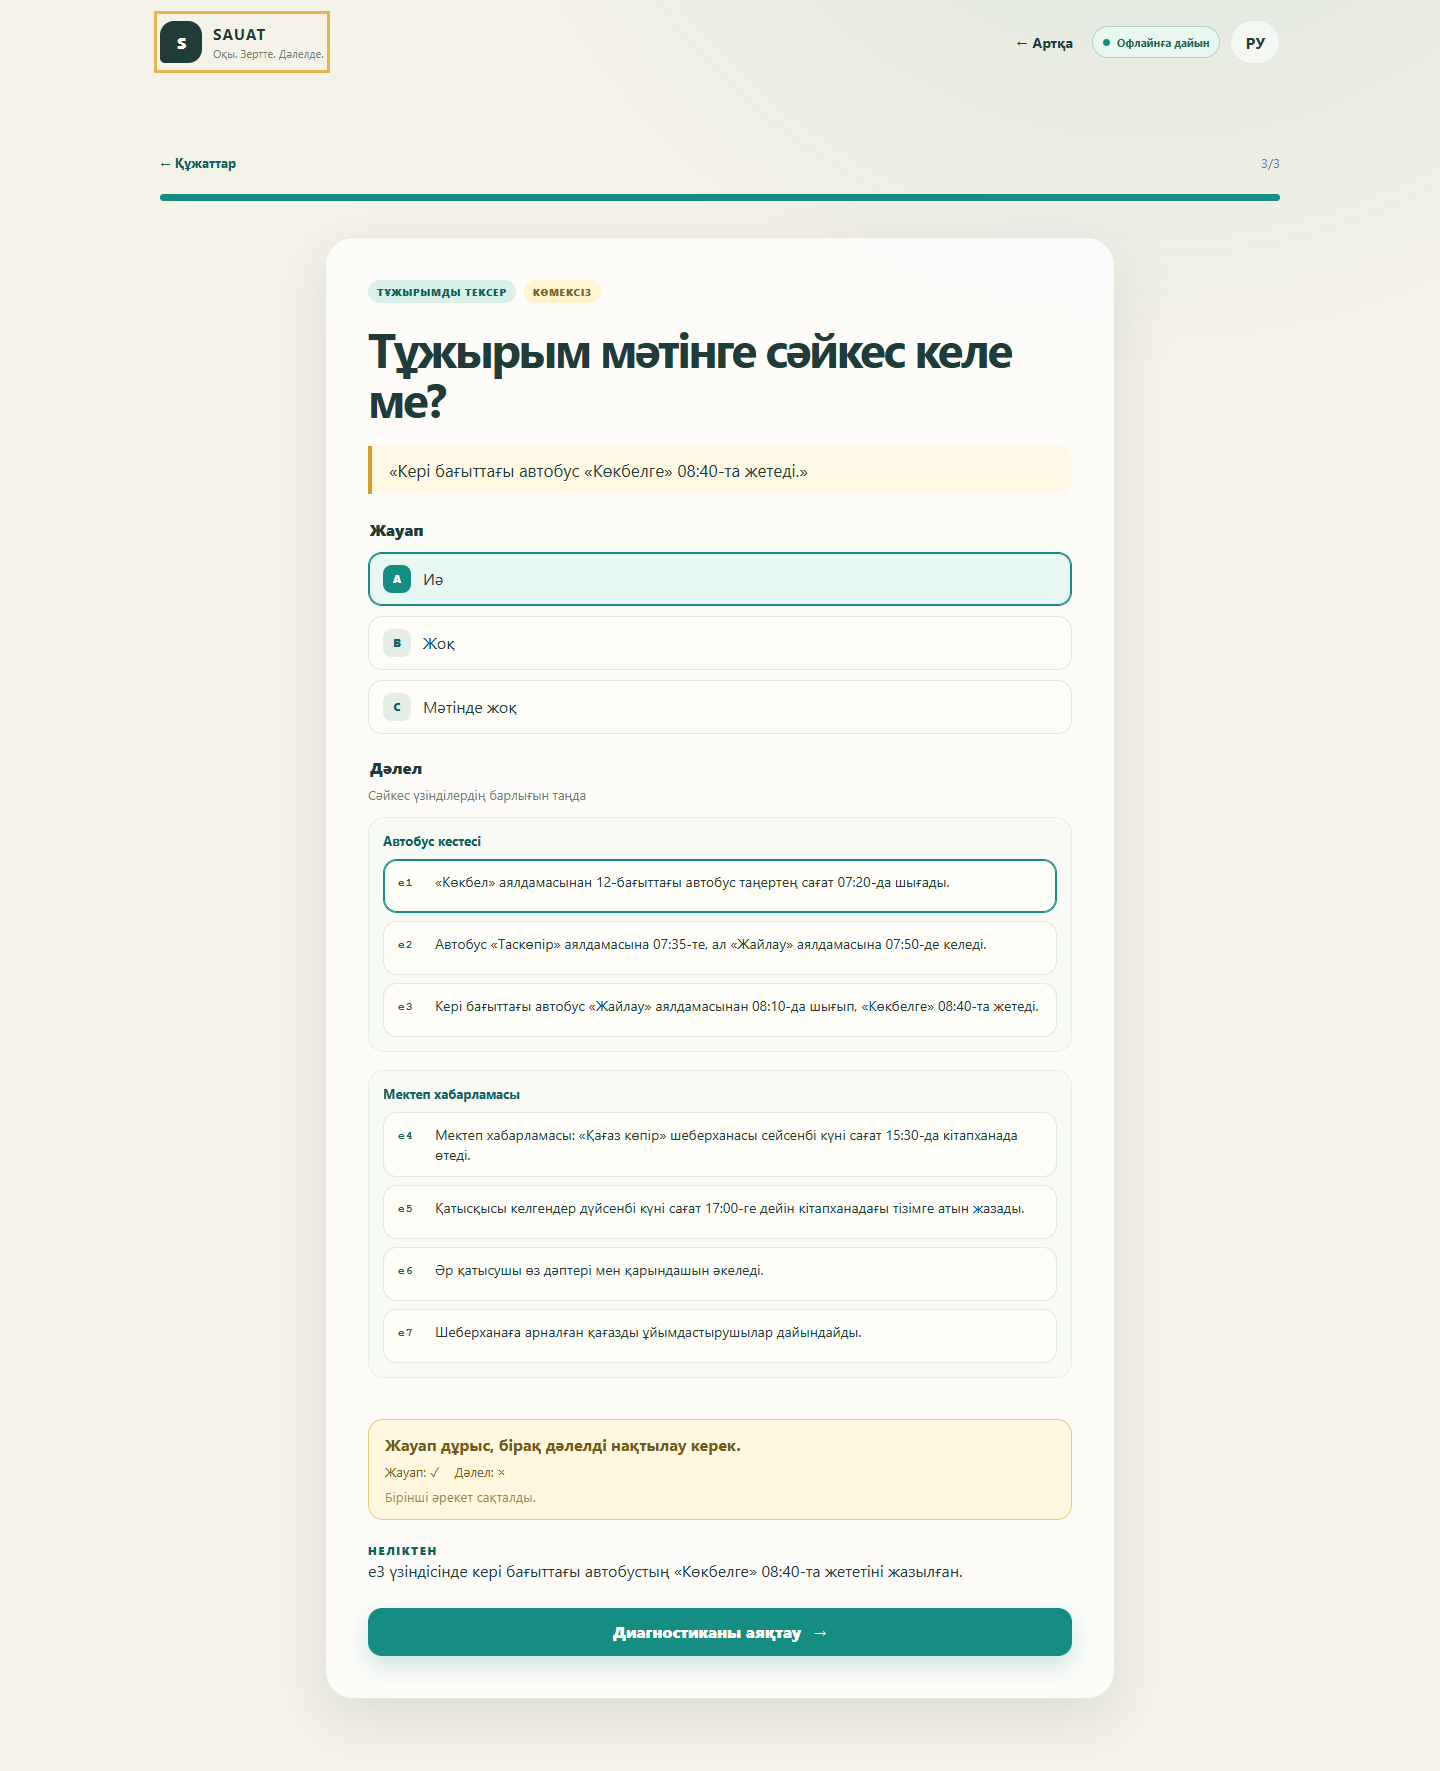 S
SAUAT
Оқы. Зертте. Дәлелде.
← Артқа
Офлайнға дайын
РУ
← Құжаттар
3/3
ТҰЖЫРЫМДЫ ТЕКСЕР
КӨМЕКСІЗ
Тұжырым мәтінге сәйкес келе
ме?
«Кері бағыттағы автобус «Көкбелге» 08:40-та жетеді.»
Жауап
A Иә
B Жоқ
C Мәтінде жоқ
Дәлел
Сәйкес үзінділердің барлығын таңда
Автобус кестесі
e1 «Көкбел» аялдамасынан 12-бағыттағы автобус таңертең сағат 07:20-да шығады.
e2 Автобус «Таскөпір» аялдамасына 07:35-те, ал «Жайлау» аялдамасына 07:50-де келеді.
e3 Кері бағыттағы автобус «Жайлау» аялдамасынан 08:10-да шығып, «Көкбелге» 08:40-та жетеді.
Мектеп хабарламасы
e4 Мектеп хабарламасы: «Қағаз көпір» шеберханасы сейсенбі күні сағат 15:30-да кітапханада
өтеді.
e5 Қатысқысы келгендер дүйсенбі күні сағат 17:00-ге дейін кітапханадағы тізімге атын жазады.
e6 Әр қатысушы өз дәптері мен қарындашын әкеледі.
e7 Шеберханаға арналған қағазды ұйымдастырушылар дайындайды.
Жауап дұрыс, бірақ дәлелді нақтылау керек.
Жауап: ✓ Дәлел: ×
Бірінші әрекет сақталды.
НЕЛІКТЕН
e3 үзіндісінде кері бағыттағы автобустың «Көкбелге» 08:40-та жететіні жазылған.
Диагностиканы аяқтау →